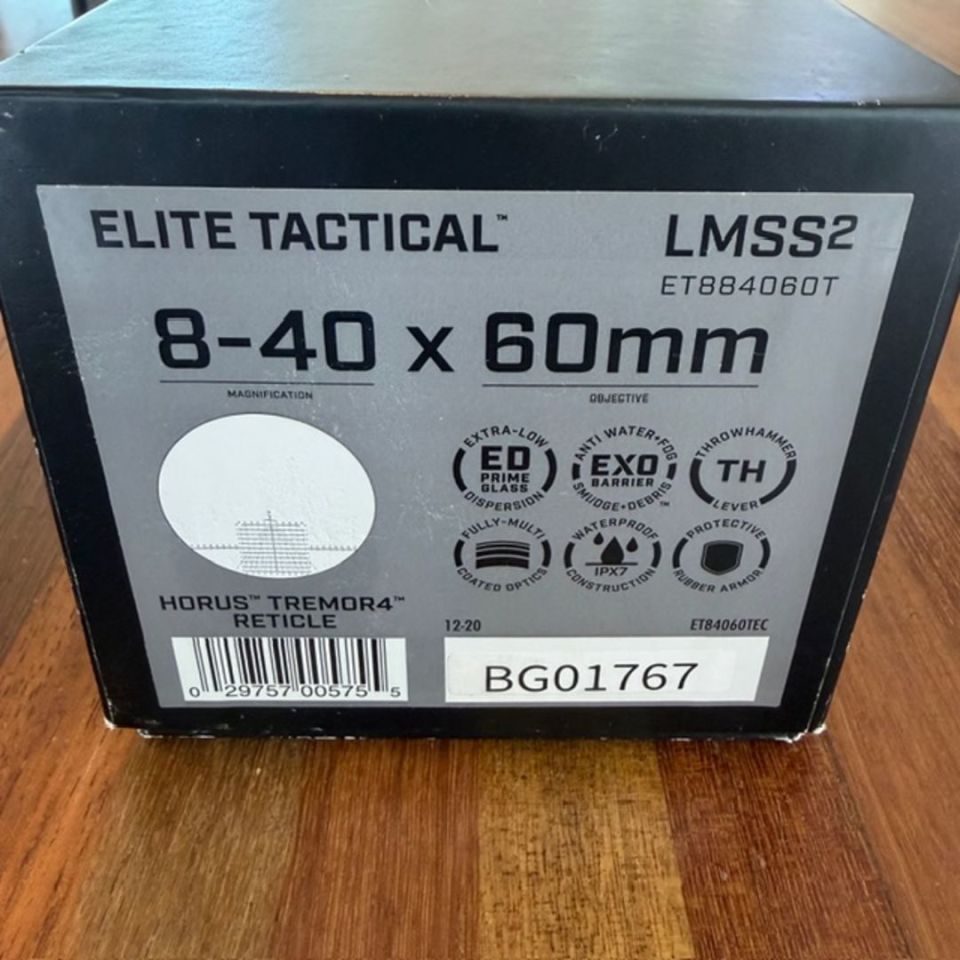 ELITE TACTICAL™
LMSS2
ET884060T
8-40 x 60mm
MAGNIFICATION
OBJECTIVE
EXTRA-LOW
ED
PRIME
GLASS
DISPERSION
ANTI WATER+FOG
EXO
BARRIER
SMUDGE+DEBRIS™
THROWHAMMER
TH
LEVER
FULLY-MULTI
COATED OPTICS
WATERPROOF
IPX7
CONSTRUCTION
PROTECTIVE
RUBBER ARMOR
HORUS™ TREMOR4™
RETICLE
12-20
ET84060TEC
0 29757 00575 5
BG01767